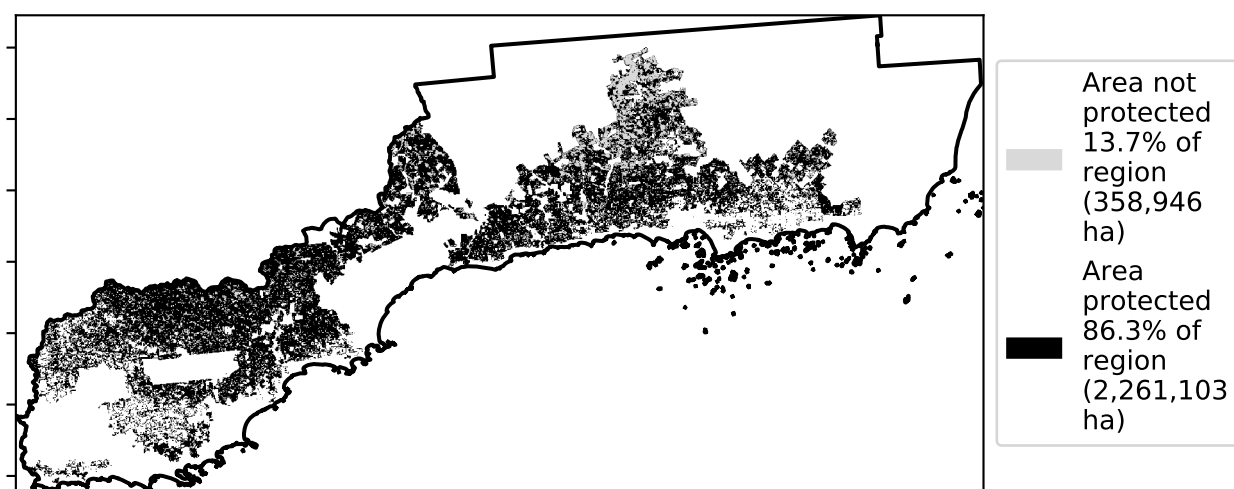 Area not
protected
13.7% of
region
(358,946
ha)
Area
protected
86.3% of
region
(2,261,103
ha)